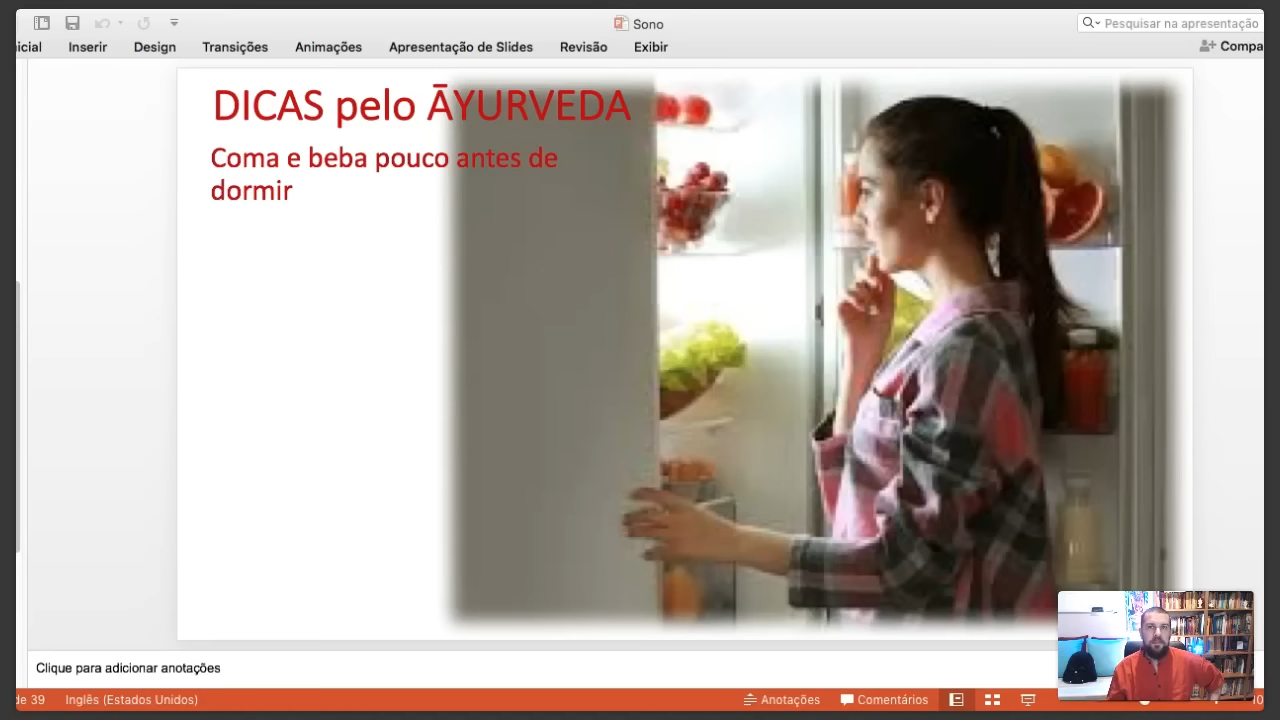 Sono
Pesquisar na apresentação
icial Inserir Design Transições Animações Apresentação de Slides Revisão Exibir Compa
DICAS pelo ĀYURVEDA
Coma e beba pouco antes de
dormir
Clique para adicionar anotações
de 39 Inglês (Estados Unidos) Anotações Comentários 10